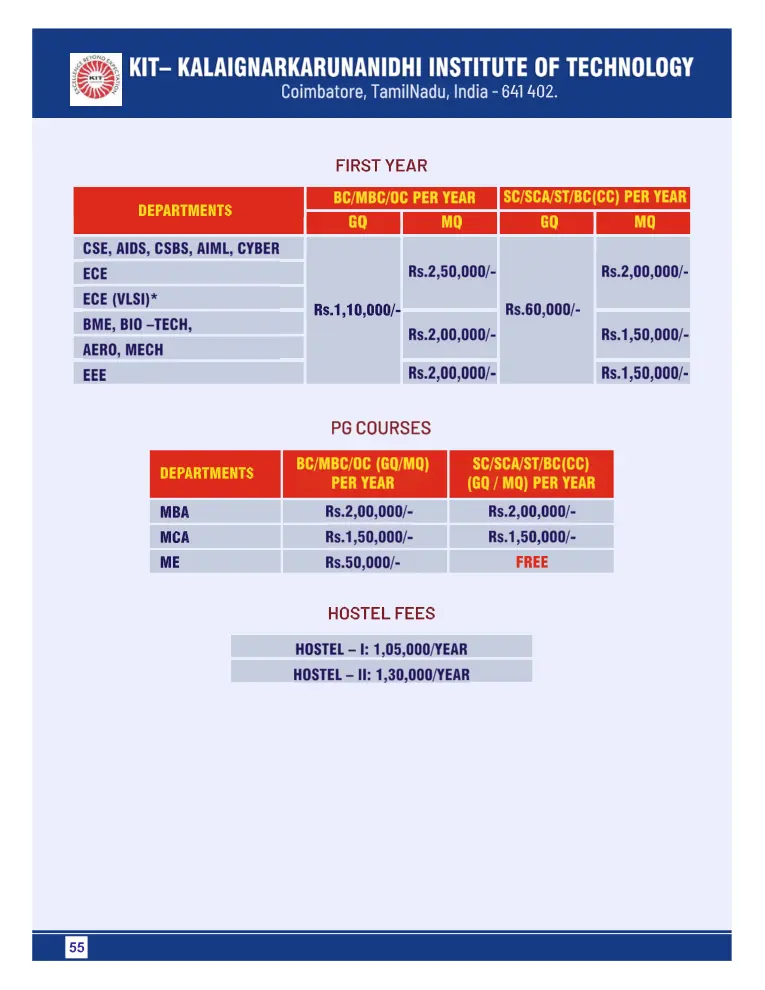 EXCELLENCE BEYOND EXPECTATION
KIT
KIT– KALAIGNARKARUNANIDHI INSTITUTE OF TECHNOLOGY
Coimbatore, TamilNadu, India - 641 402.
FIRST YEAR
DEPARTMENTS
BC/MBC/OC PER YEAR
SC/SCA/ST/BC(CC) PER YEAR
GQ
MQ
GQ
MQ
CSE, AIDS, CSBS, AIML, CYBER
ECE
ECE (VLSI)*
BME, BIO –TECH,
AERO, MECH
EEE
Rs.1,10,000/-
Rs.2,50,000/-
Rs.2,00,000/-
Rs.2,00,000/-
Rs.60,000/-
Rs.2,00,000/-
Rs.1,50,000/-
Rs.1,50,000/-
PG COURSES
DEPARTMENTS
BC/MBC/OC (GQ/MQ)
PER YEAR
SC/SCA/ST/BC(CC)
(GQ / MQ) PER YEAR
MBA Rs.2,00,000/- Rs.2,00,000/-
MCA Rs.1,50,000/- Rs.1,50,000/-
ME Rs.50,000/- FREE
HOSTEL FEES
HOSTEL – I: 1,05,000/YEAR
HOSTEL – II: 1,30,000/YEAR
55